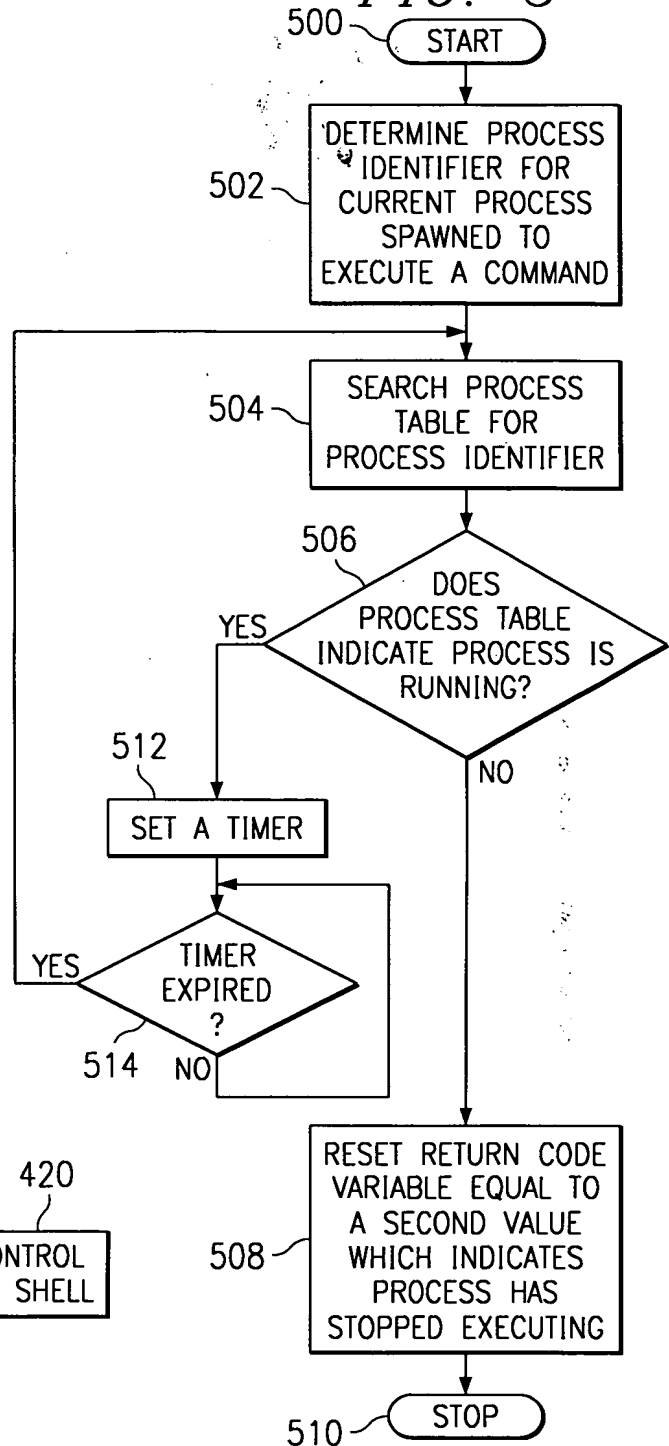 500
START
502
DETERMINE PROCESS
IDENTIFIER FOR
CURRENT PROCESS
SPAWNED TO
EXECUTE A COMMAND
504
SEARCH PROCESS
TABLE FOR
PROCESS IDENTIFIER
506
DOES
PROCESS TABLE
INDICATE PROCESS IS
RUNNING?
YES
NO
512
SET A TIMER
YES
TIMER
EXPIRED
?
514
NO
420
SHELL
508
RESET RETURN CODE
VARIABLE EQUAL TO
A SECOND VALUE
WHICH INDICATES
PROCESS HAS
STOPPED EXECUTING
510
STOP